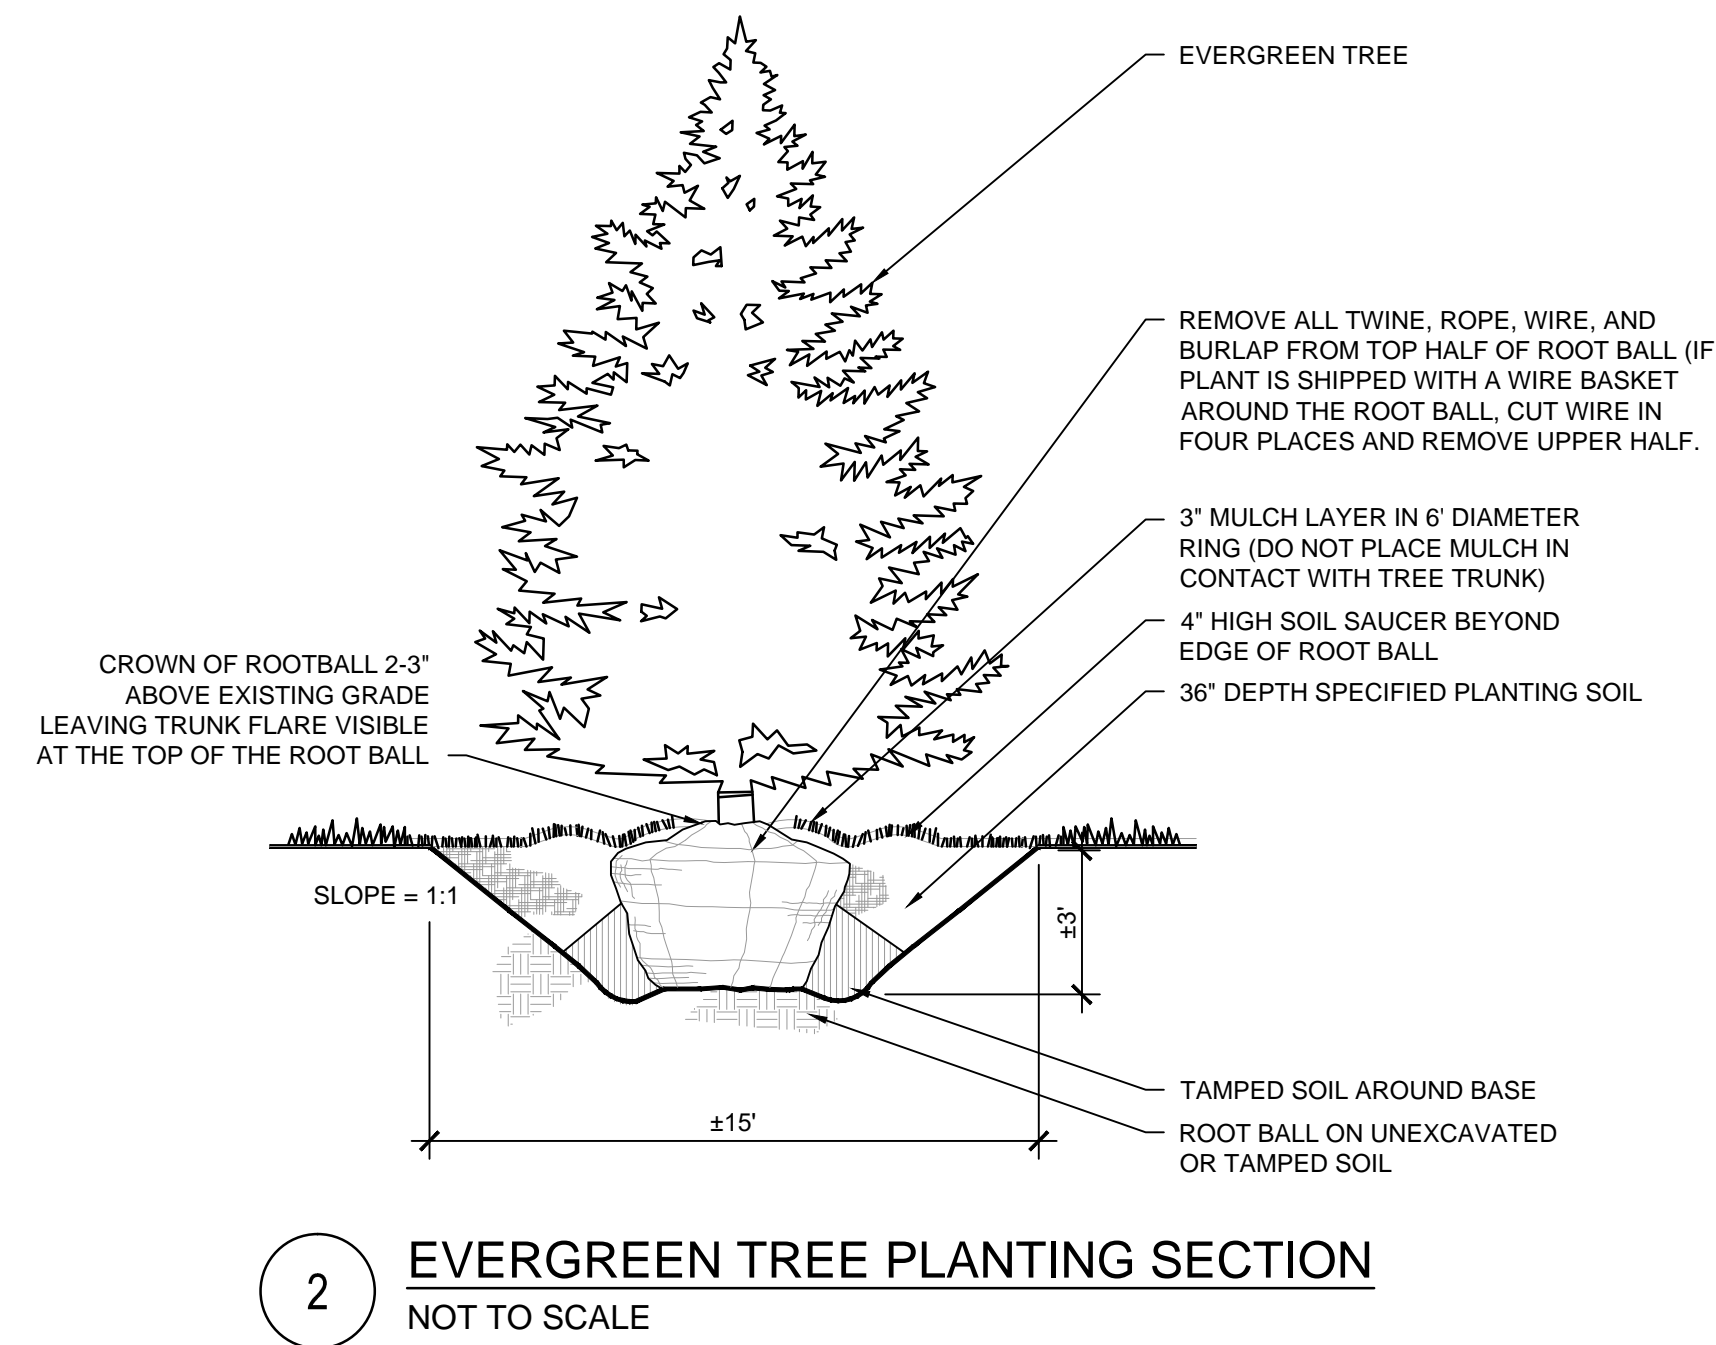 EVERGREEN TREE
REMOVE ALL TWINE, ROPE, WIRE, AND
BURLAP FROM TOP HALF OF ROOT BALL (IF
PLANT IS SHIPPED WITH A WIRE BASKET
AROUND THE ROOT BALL, CUT WIRE IN
FOUR PLACES AND REMOVE UPPER HALF.
3" MULCH LAYER IN 6' DIAMETER
RING (DO NOT PLACE MULCH IN
CONTACT WITH TREE TRUNK)
4" HIGH SOIL SAUCER BEYOND
EDGE OF ROOT BALL
36" DEPTH SPECIFIED PLANTING SOIL
CROWN OF ROOTBALL 2-3"
ABOVE EXISTING GRADE
LEAVING TRUNK FLARE VISIBLE
AT THE TOP OF THE ROOT BALL
SLOPE = 1:1
±3'
±15'
TAMPED SOIL AROUND BASE
ROOT BALL ON UNEXCAVATED
OR TAMPED SOIL
2
EVERGREEN TREE PLANTING SECTION
NOT TO SCALE